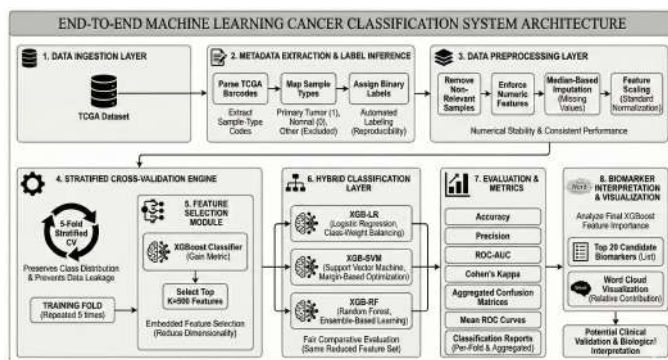 END-TO-END MACHINE LEARNING CANCER CLASSIFICATION SYSTEM ARCHITECTURE
1. DATA INGESTION LAYER
TCGA Dataset
2. METADATA EXTRACTION & LABEL INFERENCE
Parse TCGA
Barcodes
Extract
Sample-Type
Codes
Map Sample
Types
Primary Tumor (1),
Normal (0),
Other (Excluded)
Assign Binary
Labels
Automated
Labeling
(Reproducibility)
3. DATA PREPROCESSING LAYER
Remove
Non-
Relevant
Samples
Enforce
Numeric
Features
Median-Based
Imputation
(Missing
Values)
Feature
Scaling
(Standard
Normalization)
Numerical Stability & Consistent Performance
4. STRATIFIED CROSS-VALIDATION ENGINE
5-Fold
Stratified
CV
Preserves Class Distribution
& Prevents Data Leakage
TRAINING FOLD
(Repeated 5 times)
5. FEATURE
SELECTION
MODULE
XGBoost Classifier
(Gain Metric)
Select Top
K=500 Features
Embedded Feature Selection
(Reduce Dimensionality)
6. HYBRID CLASSIFICATION
LAYER
XGB-LR
(Logistic Regression,
Class-Weight Balancing)
XGB-SVM
(Support Vector Machine,
Margin-Based Optimization)
XGB-RF
(Random Forest,
Ensemble-Based Learning)
Fair Comparative Evaluation
(Same Reduced Feature Set)
7. EVALUATION &
METRICS
Accuracy
Precision
ROC-AUC
Cohen's Kappa
Aggregated Confusion
Matrices
Mean ROC Curves
Classification Reports
(Per-Fold & Aggregated)
8. BIOMARKER
INTERPRETATION
& VISUALIZATION
Analyze Final XGBoost
Feature Importance
Top 20 Candidate
Biomarkers (List)
Word Cloud
Visualization
(Relative Contribution)
Potential Clinical
Validation & Biological
Interpretation